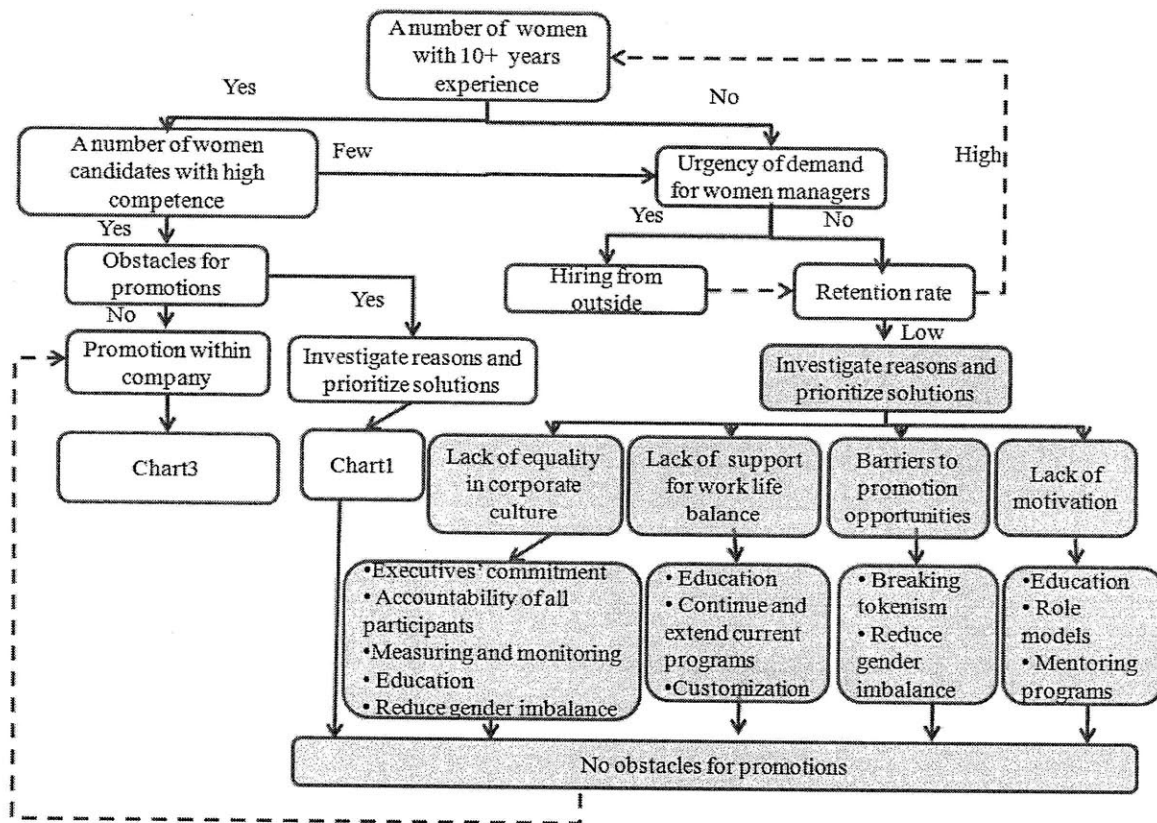 A number of women
with 10+ years
experience
Yes
No
A number of women
candidates with high
competence
Few
Urgency of demand
for women managers
High
Yes
Yes
No
Obstacles for
promotions
Yes
Hiring from
outside
Retention rate
No
Low
Promotion within
company
Investigate reasons and
prioritize solutions
Investigate reasons and
prioritize solutions
Chart3
Chart1
Lack of equality
in corporate
culture
Lack of support
for work life
balance
Barriers to
promotion
opportunities
Lack of
motivation
•Executives' commitment
• Accountability of all
participants
•Measuring and monitoring
• Education
• Reduce gender imbalance
• Education
• Continue and
extend current
programs
•Customization
• Breaking
tokenism
• Reduce
gender
imbalance
•Education
• Role
models
• Mentoring
programs
No obstacles for promotions